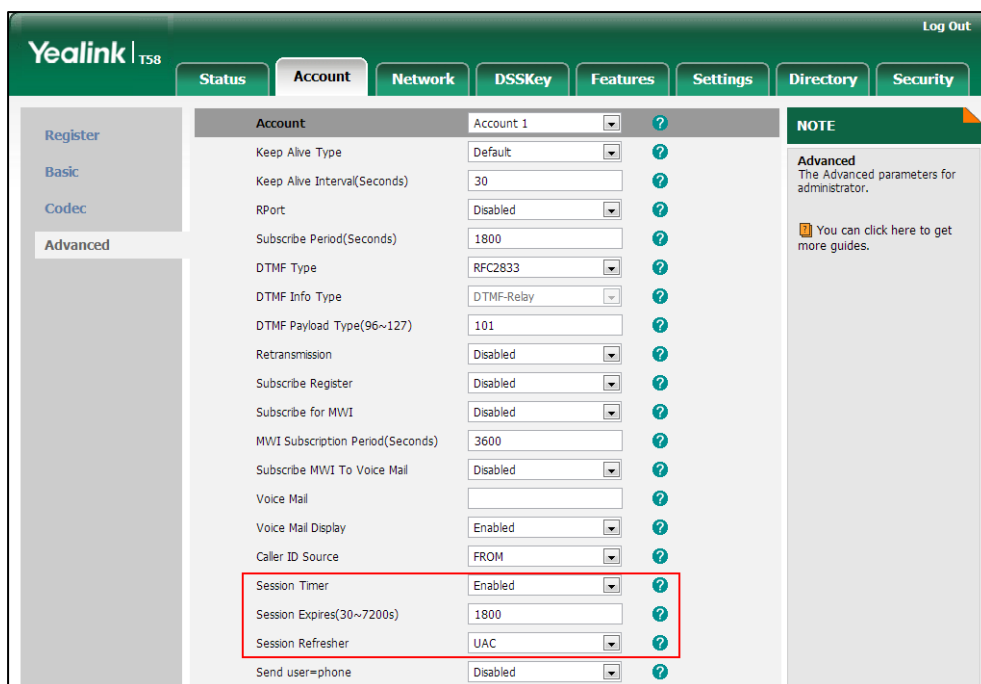 Log Out
Yealink | T58
Status Account Network DSSKey Features Settings Directory Security
Register
Basic
Codec
Advanced
Account Account 1 ?
Keep Alive Type Default ?
Keep Alive Interval(Seconds) 30 ?
RPort Disabled ?
Subscribe Period(Seconds) 1800 ?
DTMF Type RFC2833 ?
DTMF Info Type DTMF-Relay ?
DTMF Payload Type(96~127) 101 ?
Retransmission Disabled ?
Subscribe Register Disabled ?
Subscribe for MWI Disabled ?
MWI Subscription Period(Seconds) 3600 ?
Subscribe MWI To Voice Mail Disabled ?
Voice Mail ?
Voice Mail Display Enabled ?
Caller ID Source FROM ?
Session Timer Enabled ?
Session Expires(30~7200s) 1800 ?
Session Refresher UAC ?
Send user=phone Disabled ?
NOTE
Advanced
The Advanced parameters for
administrator.
? You can click here to get
more guides.